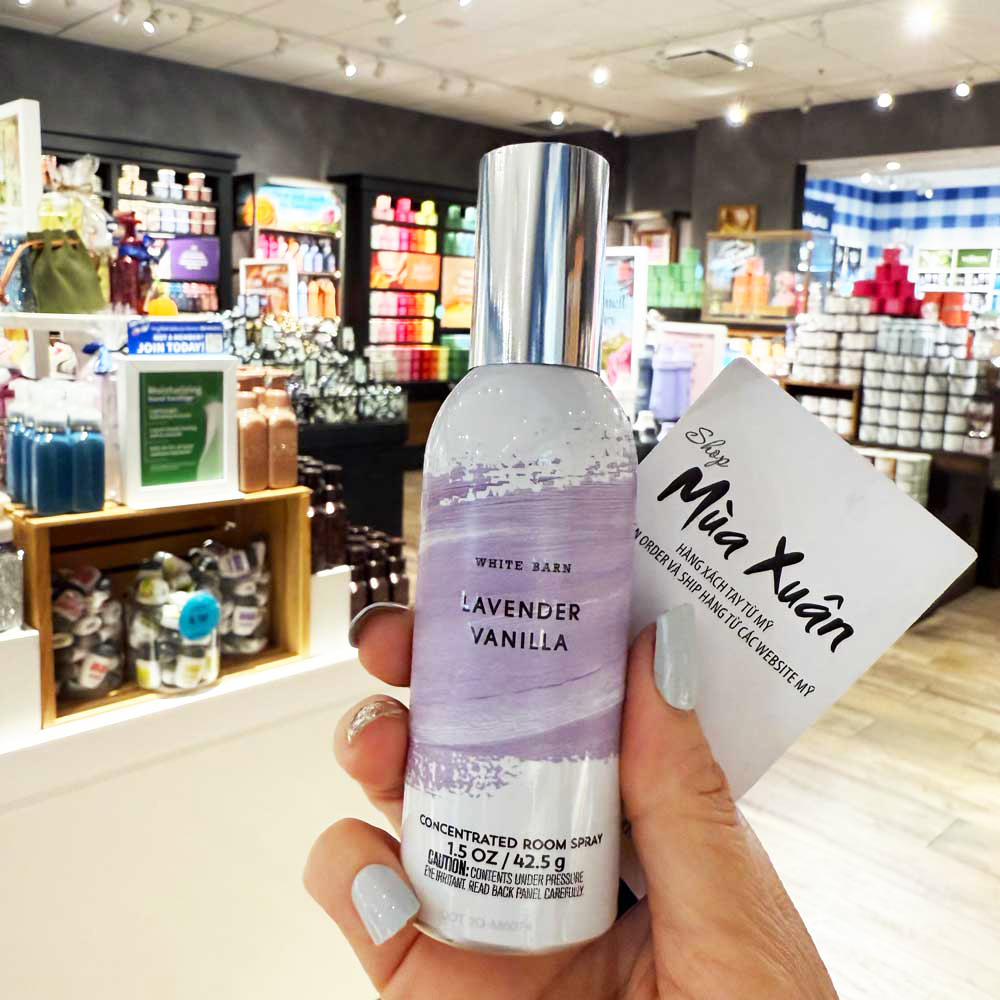 WHITE BARN
LAVENDER
VANILLA
CONCENTRATED ROOM SPRAY
1.5 OZ / 42.5 g
CAUTION: CONTENTS UNDER PRESSURE
EYE IRRITANT. READ BACK PANEL CAREFULLY.
Shop
Mùa Xuân
HÀNG XÁCH TAY TỪ MỸ
ORDER VÀ SHIP HÀNG TỪ CÁC WEBSITE MỸ
JOIN TODAY!
Moisturizing
Hand Sanitizer